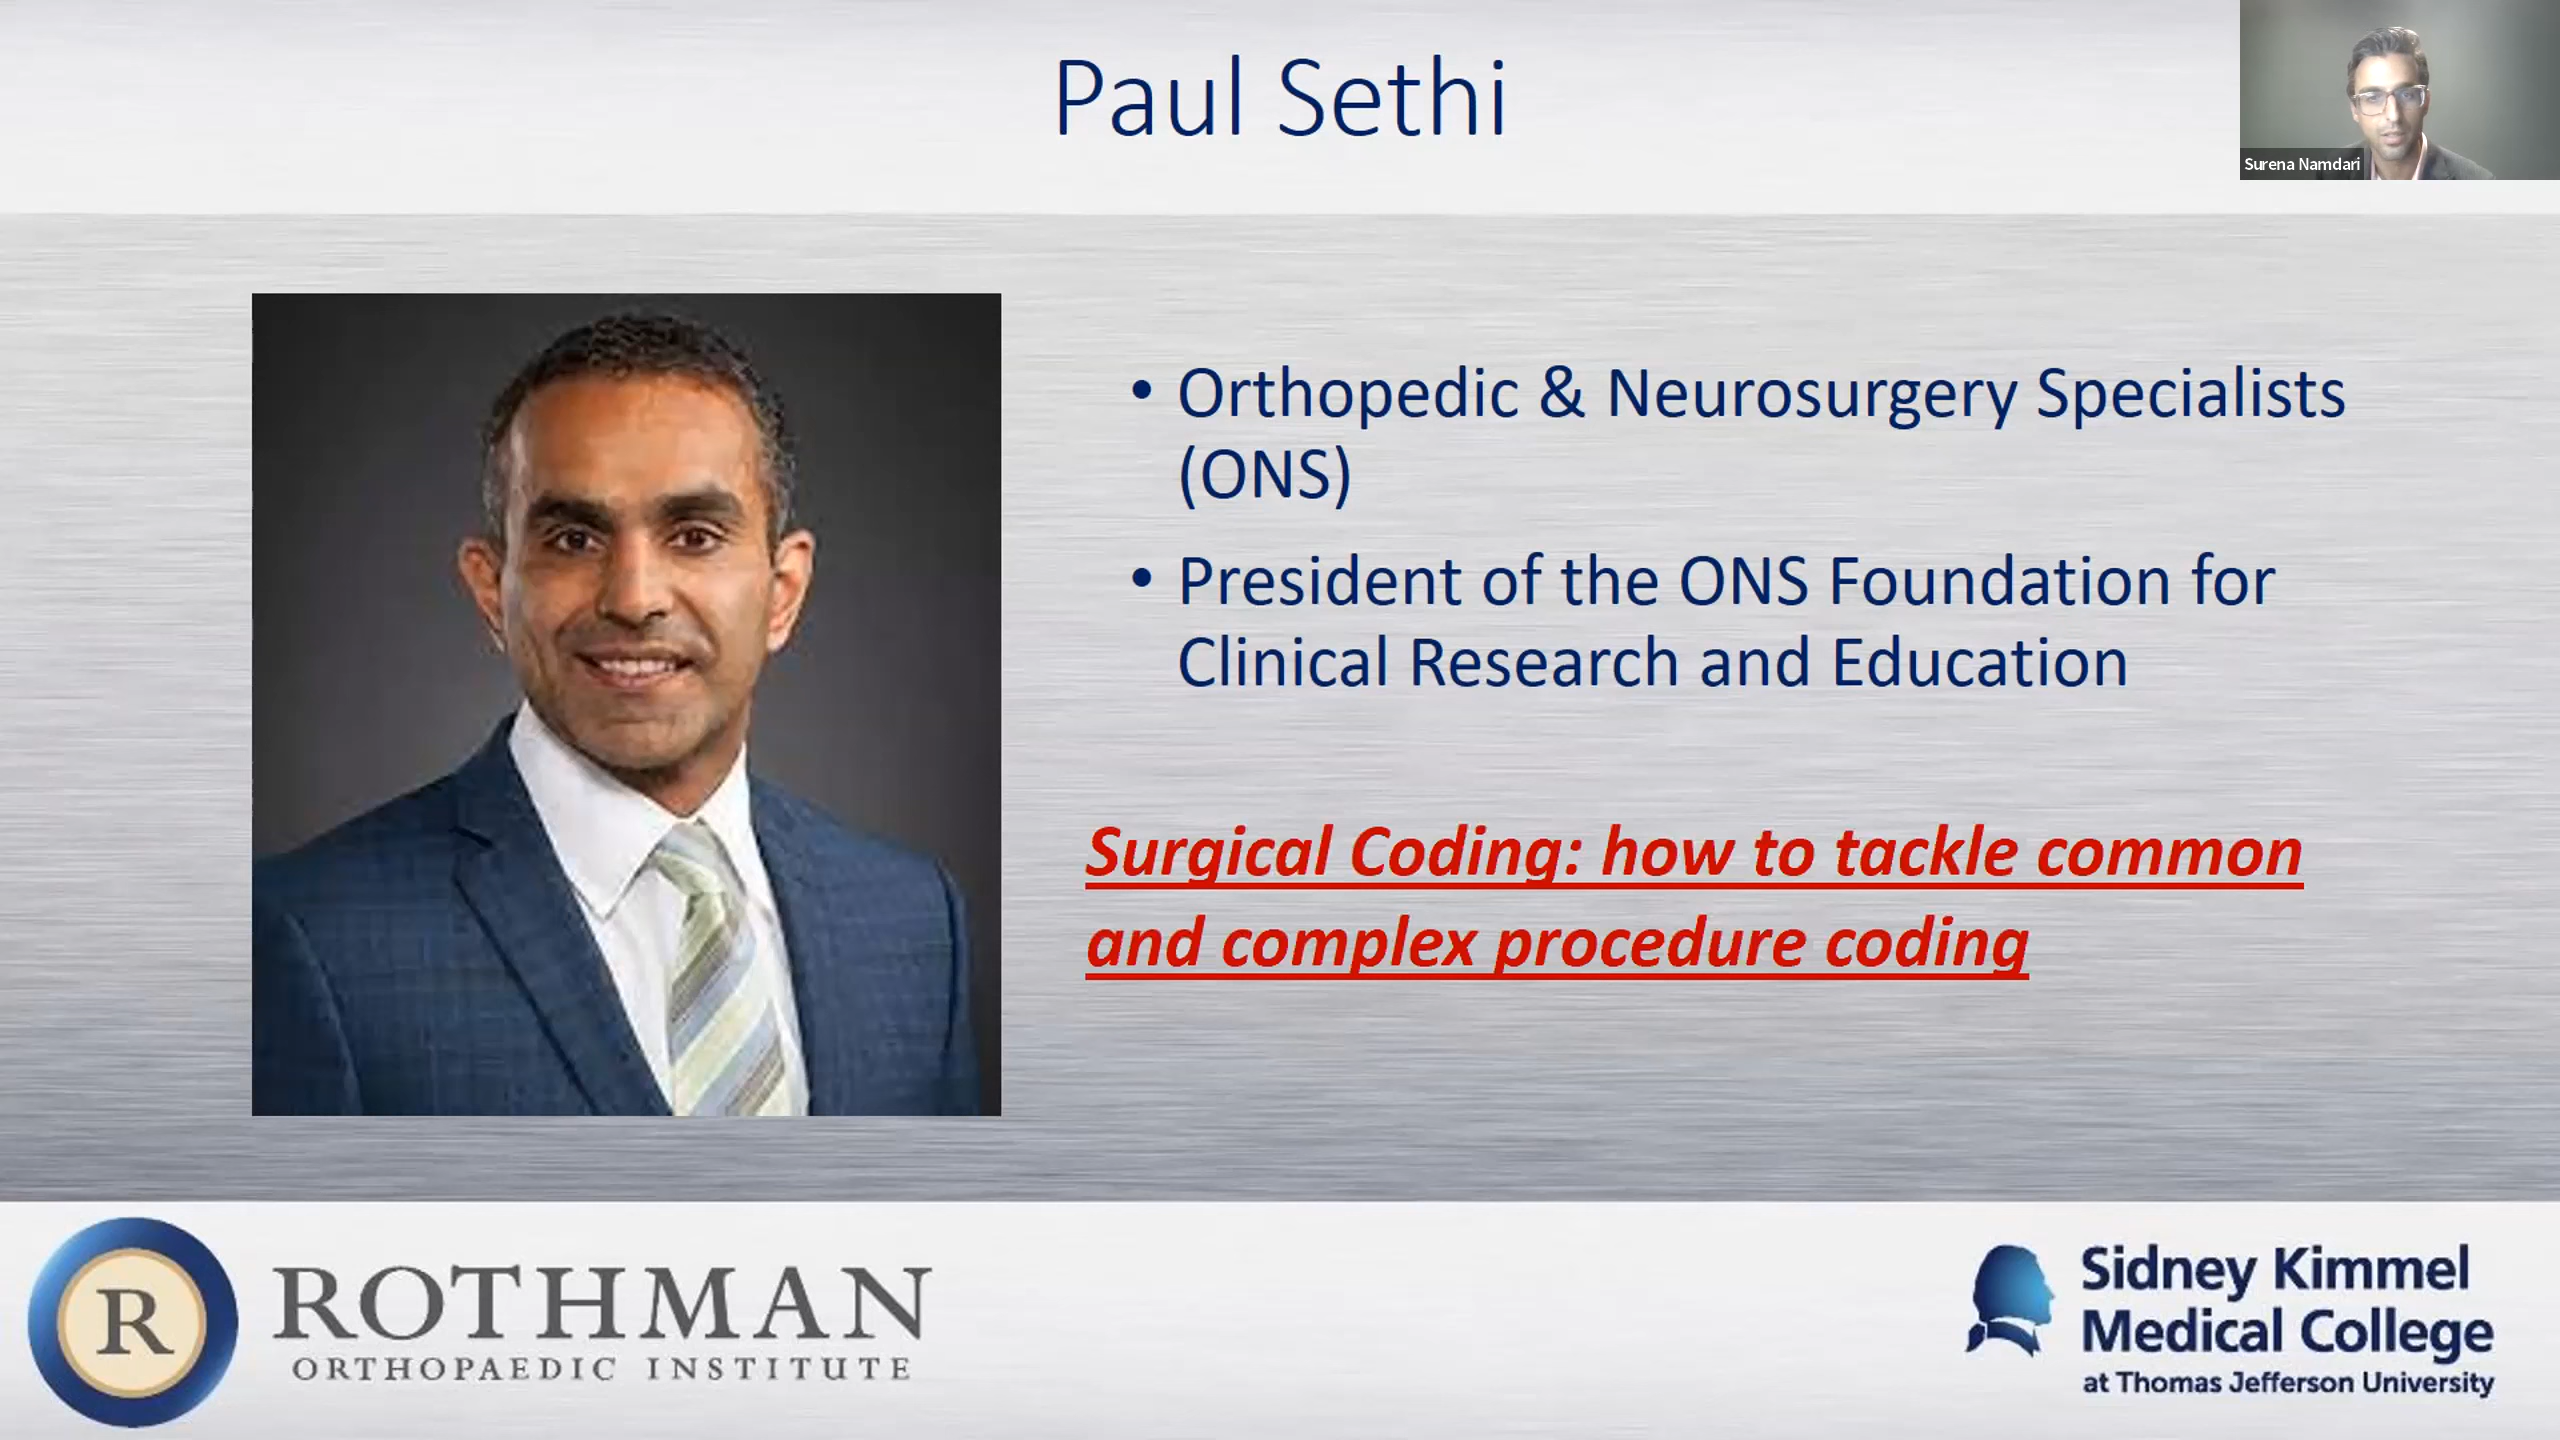 Paul Sethi
Surena Namdari
• Orthopedic & Neurosurgery Specialists
(ONS)
• President of the ONS Foundation for
Clinical Research and Education
Surgical Coding: how to tackle common
and complex procedure coding
R
ROTHMAN
ORTHOPAEDIC INSTITUTE
Sidney Kimmel
Medical College
at Thomas Jefferson University